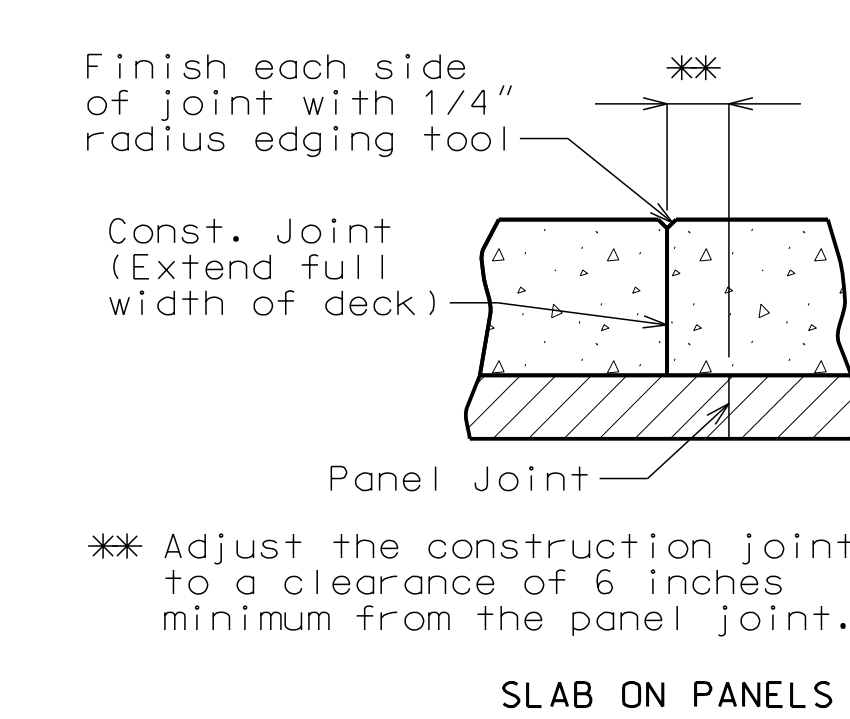 Finish each side
of joint with 1/4"
radius edging tool
**
Const. Joint
(Extend full
width of deck)
Panel Joint
** Adjust the construction joint
to a clearance of 6 inches
minimum from the panel joint.
SLAB ON PANELS